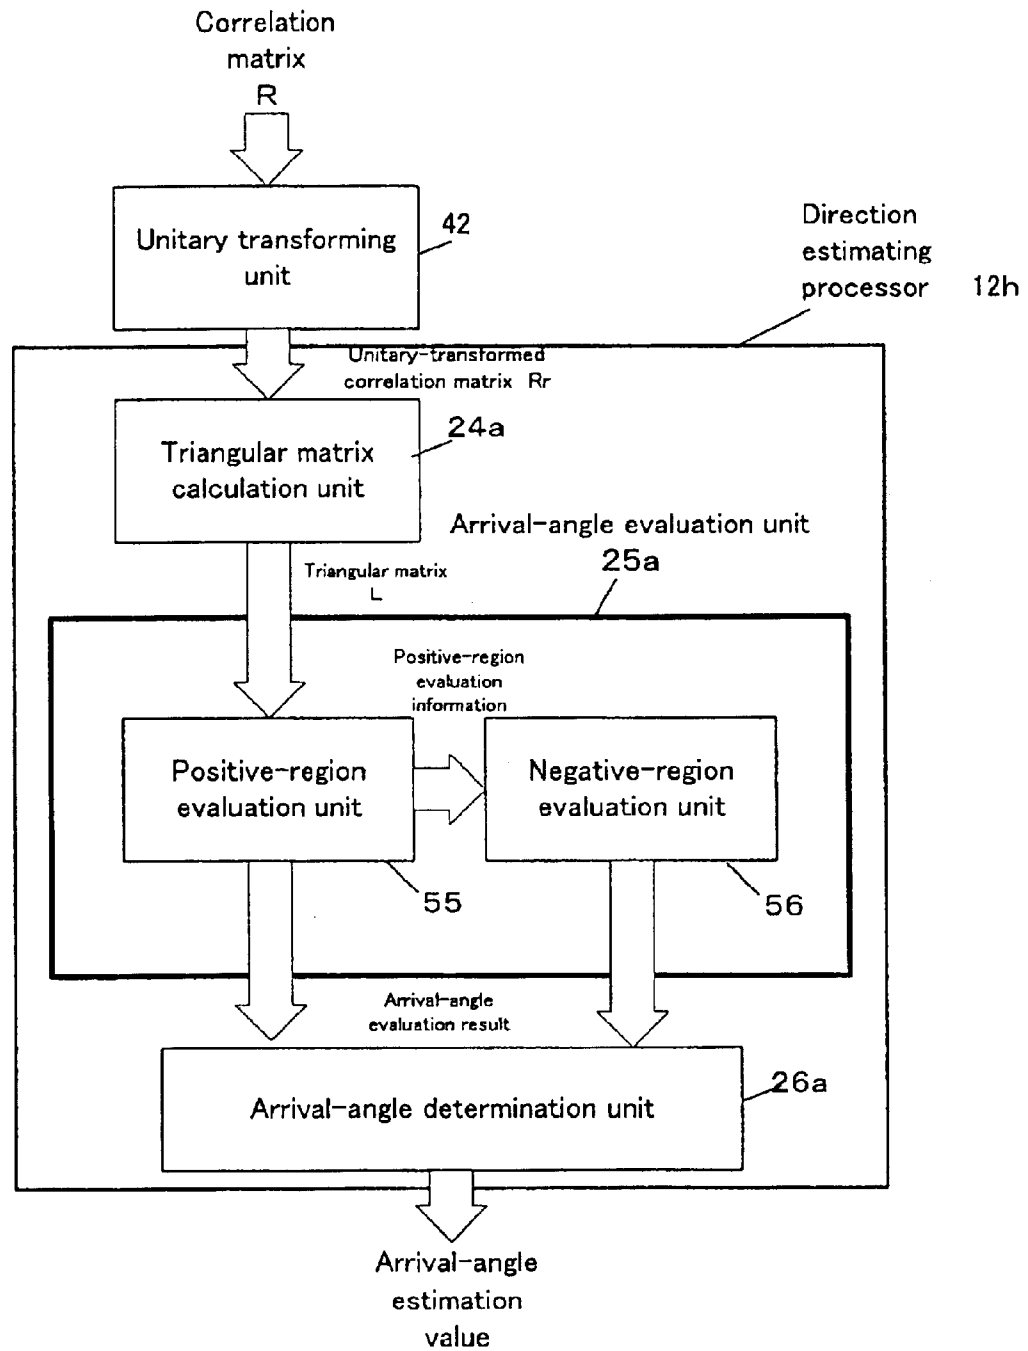 Correlation
matrix
R
Unitary transforming
unit
42
Direction
estimating
processor 12h
Unitary-transformed
correlation matrix Rr
Triangular matrix
calculation unit
24a
Arrival-angle evaluation unit
25a
Triangular matrix
L
Positive-region
evaluation
information
Positive-region
evaluation unit
Negative-region
evaluation unit
55
56
Arrival-angle
evaluation result
Arrival-angle determination unit
26a
Arrival-angle
estimation
value